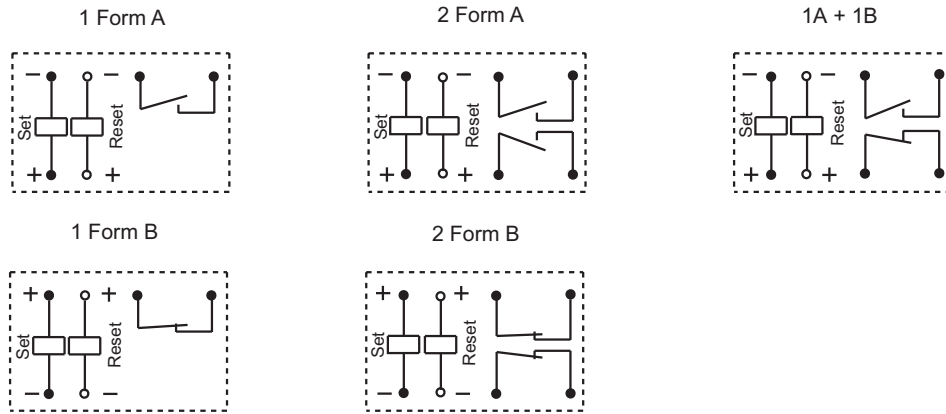 1 Form A
2 Form A
1A + 1B
− −
Set
Reset
+ +
− −
Set
Reset
+ +
− −
Set
Reset
+ +
1 Form B
2 Form B
+ +
Set
Reset
− −
+ +
Set
Reset
− −